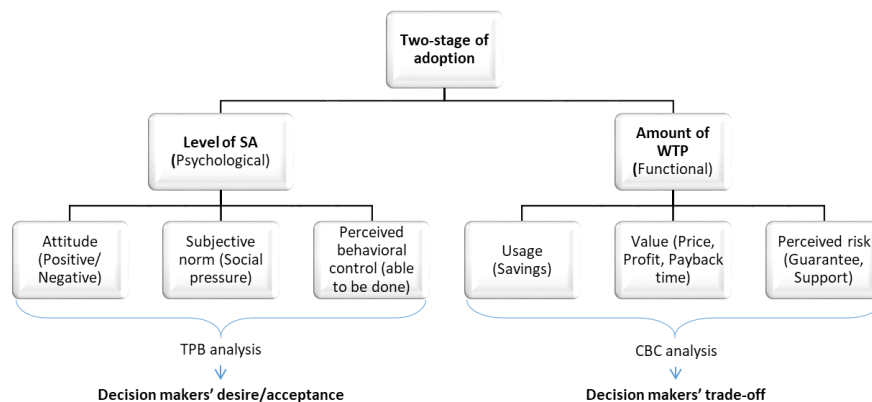 Two-stage of
adoption
Level of SA
(Psychological)
Amount of
WTP
(Functional)
Attitude
(Positive/
Negative)
Subjective
norm (Social
pressure)
Perceived
behavioral
control (able
to be done)
Usage
(Savings)
Value (Price,
Profit, Payback
time)
Perceived risk
(Guarantee,
Support)
TPB analysis
CBC analysis
Decision makers’ desire/acceptance
Decision makers’ trade-off